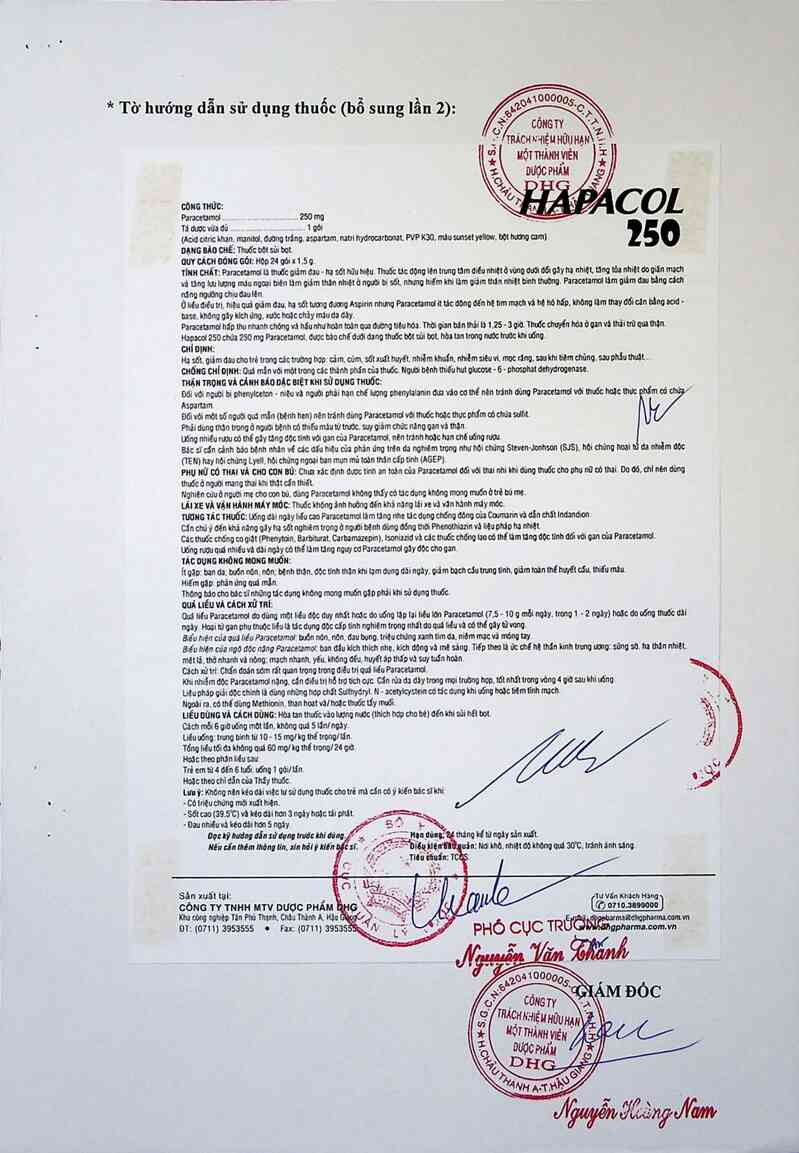 * Tờ hướng dẫn sử dụng thuốc (bổ sung lần 2):
S.G.C.N: 642041000005-C.T.T.N.H.H
CÔNG TY
TRÁCH NHIỆM HỮU HẠN
MỘT THÀNH VIÊN
DƯỢC PHẨM
DHG
H.CHÂU THÀNH A-T.HẬU GIANG
HAPACOL
250
CÔNG THỨC:
Paracetamol ........................ 250 mg
Tá dược vừa đủ ........................ 1 gói
(Acid citric khan, manitol, đường trắng, aspartam, natri hydrocarbonat, PVP K30, màu sunset yellow, bột hương cam).
DẠNG BÀO CHẾ: Thuốc bột sủi bọt.
QUY CÁCH ĐÓNG GÓI: Hộp 24 gói x 1,5 g.
TÍNH CHẤT: Paracetamol là thuốc giảm đau - hạ sốt hữu hiệu. Thuốc tác động lên trung tâm điều nhiệt ở vùng dưới đồi gây hạ nhiệt, tăng tỏa nhiệt do giãn mạch
và tăng lưu lượng máu ngoại biên làm giảm thân nhiệt ở người bị sốt, nhưng hiếm khi làm giảm thân nhiệt bình thường. Paracetamol làm giảm đau bằng cách
nâng ngưỡng chịu đau lên.
Ở liều điều trị, hiệu quả giảm đau, hạ sốt tương đương Aspirin nhưng Paracetamol ít tác động đến hệ tim mạch và hệ hô hấp, không làm thay đổi cân bằng acid -
base, không gây kích ứng, xước hoặc chảy máu dạ dày.
Paracetamol hấp thu nhanh chóng và hầu như hoàn toàn qua đường tiêu hóa. Thời gian bán thải là 1,25 - 3 giờ. Thuốc chuyển hóa ở gan và thải trừ qua thận.
Hapacol 250 chứa 250 mg Paracetamol, được bào chế dưới dạng thuốc bột sủi bọt, hòa tan trong nước trước khi uống.
CHỈ ĐỊNH:
Hạ sốt, giảm đau cho trẻ trong các trường hợp: cảm, cúm, sốt xuất huyết, nhiễm khuẩn, nhiễm siêu vi, mọc răng, sau khi tiêm chủng, sau phẫu thuật...
CHỐNG CHỈ ĐỊNH: Quá mẫn với một trong các thành phần của thuốc. Người bệnh thiếu hụt glucose - 6 - phosphat dehydrogenase.
THẬN TRỌNG VÀ CẢNH BÁO ĐẶC BIỆT KHI SỬ DỤNG THUỐC:
Đối với người bị phenylceton - niệu và người phải hạn chế lượng phenylalanin đưa vào cơ thể nên tránh dùng Paracetamol với thuốc hoặc thực phẩm có chứa
Aspartam.
Đối với một số người quá mẫn (bệnh hen) nên tránh dùng Paracetamol với thuốc hoặc thực phẩm có chứa sulfit.
Phải dùng thận trọng ở người bệnh có thiếu máu từ trước, suy giảm chức năng gan và thận.
Uống nhiều rượu có thể gây tăng độc tính với gan của Paracetamol, nên tránh hoặc hạn chế uống rượu.
Bác sĩ cần cảnh báo bệnh nhân về các dấu hiệu của phản ứng trên da nghiêm trọng như hội chứng Steven-Jonhson (SJS), hội chứng hoại tử da nhiễm độc
(TEN) hay hội chứng Lyell, hội chứng ngoại ban mụn mủ toàn thân cấp tính (AGEP).
PHỤ NỮ CÓ THAI VÀ CHO CON BÚ: Chưa xác định được tính an toàn của Paracetamol đối với thai nhi khi dùng thuốc cho phụ nữ có thai. Do đó, chỉ nên dùng
thuốc ở người mang thai khi thật cần thiết.
Nghiên cứu ở người mẹ cho con bú, dùng Paracetamol không thấy có tác dụng không mong muốn ở trẻ bú mẹ.
LÁI XE VÀ VẬN HÀNH MÁY MÓC: Thuốc không ảnh hưởng đến khả năng lái xe và vận hành máy móc.
TƯƠNG TÁC THUỐC: Uống dài ngày liều cao Paracetamol làm tăng nhẹ tác dụng chống đông của Coumarin và dẫn chất Indandion.
Cần chú ý đến khả năng gây hạ sốt nghiêm trọng ở người bệnh dùng đồng thời Phenothiazin và liệu pháp hạ nhiệt.
Các thuốc chống co giật (Phenytoin, Barbiturat, Carbamazepin), Isoniazid và các thuốc chống lao có thể làm tăng độc tính đối với gan của Paracetamol.
Uống rượu quá nhiều và dài ngày có thể làm tăng nguy cơ Paracetamol gây độc cho gan.
TÁC DỤNG KHÔNG MONG MUỐN:
Ít gặp: ban da, buồn nôn, nôn, bệnh thận, độc tính thận khi lạm dụng dài ngày, giảm bạch cầu trung tính, giảm toàn thể huyết cầu, thiếu máu.
Hiếm gặp: phản ứng quá mẫn.
Thông báo cho bác sĩ những tác dụng không mong muốn gặp phải khi sử dụng thuốc.
QUÁ LIỀU VÀ CÁCH XỬ TRÍ:
Quá liều Paracetamol do dùng một liều độc duy nhất hoặc do uống lặp lại liều lớn Paracetamol (7,5 - 10 g mỗi ngày, trong 1 - 2 ngày) hoặc do uống thuốc dài
ngày. Hoại tử gan phụ thuộc liều là tác dụng độc cấp tính nghiêm trọng nhất do quá liều và có thể gây tử vong.
Biểu hiện của quá liều Paracetamol: buồn nôn, nôn, đau bụng, triệu chứng xanh tím da, niêm mạc và móng tay.
Biểu hiện của ngộ độc nặng Paracetamol: ban đầu kích thích nhẹ, kích động và mê sảng. Tiếp theo là ức chế hệ thần kinh trung ương: sững sờ, hạ thân nhiệt,
mệt lả, thở nhanh và nông; mạch nhanh, yếu, không đều, huyết áp thấp và suy tuần hoàn.
Cách xử trí: Chẩn đoán sớm rất quan trọng trong điều trị quá liều Paracetamol.
Khi nhiễm độc Paracetamol nặng, cần điều trị hỗ trợ tích cực. Cần rửa dạ dày trong mọi trường hợp, tốt nhất trong vòng 4 giờ sau khi uống.
Liệu pháp giải độc chính là dùng những hợp chất Sulfhydryl. N - acetylcystein có tác dụng khi uống hoặc tiêm tĩnh mạch.
Ngoài ra, có thể dùng Methionin, than hoạt và/hoặc thuốc tẩy muối.
LIỀU DÙNG VÀ CÁCH DÙNG: Hòa tan thuốc vào lượng nước (thích hợp cho bé) đến khi sủi hết bọt.
Cách mỗi 6 giờ uống một lần, không quá 5 lần/ngày.
Liều uống: trung bình từ 10 - 15 mg/ kg thể trọng/ lần.
Tổng liều tối đa không quá 60 mg/ kg thể trọng/ 24 giờ.
Hoặc theo phân liều sau:
Trẻ em từ 4 đến 6 tuổi: uống 1 gói/ lần.
Hoặc theo chỉ dẫn của Thầy thuốc.
Lưu ý: Không nên kéo dài việc tự sử dụng thuốc cho trẻ mà cần có ý kiến bác sĩ khi:
- Có triệu chứng mới xuất hiện.
- Sốt cao (39,5°C) và kéo dài hơn 3 ngày hoặc tái phát.
- Đau nhiều và kéo dài hơn 5 ngày.
Đọc kỹ hướng dẫn sử dụng trước khi dùng.
Nếu cần thêm thông tin, xin hỏi ý kiến bác sĩ.
Hạn dùng: 24 tháng kể từ ngày sản xuất.
Điều kiện bảo quản: Nơi khô, nhiệt độ không quá 30°C, tránh ánh sáng.
Tiêu chuẩn: TCCS.
BỘ Y
CỤC QUẢN LÝ
Sản xuất tại:
CÔNG TY TNHH MTV DƯỢC PHẨM DHG
Khu công nghiệp Tân Phú Thạnh, Châu Thành A, Hậu Giang
ĐT: (0711) 3953555 • Fax: (0711) 3953555
Tư Vấn Khách Hàng
0710.3899000
E-mail: dhgpharma@dhgpharma.com.vn
www.dhgpharma.com.vn
PHÓ CỤC TRƯỞNG
Nguyễn Văn Thanh
GIÁM ĐỐC
S.G.C.N: 642041000005-C.T.T.N.H.H
CÔNG TY
TRÁCH NHIỆM HỮU HẠN
MỘT THÀNH VIÊN
DƯỢC PHẨM
DHG
H.CHÂU THÀNH A-T.HẬU GIANG
Nguyễn Hoàng Nam